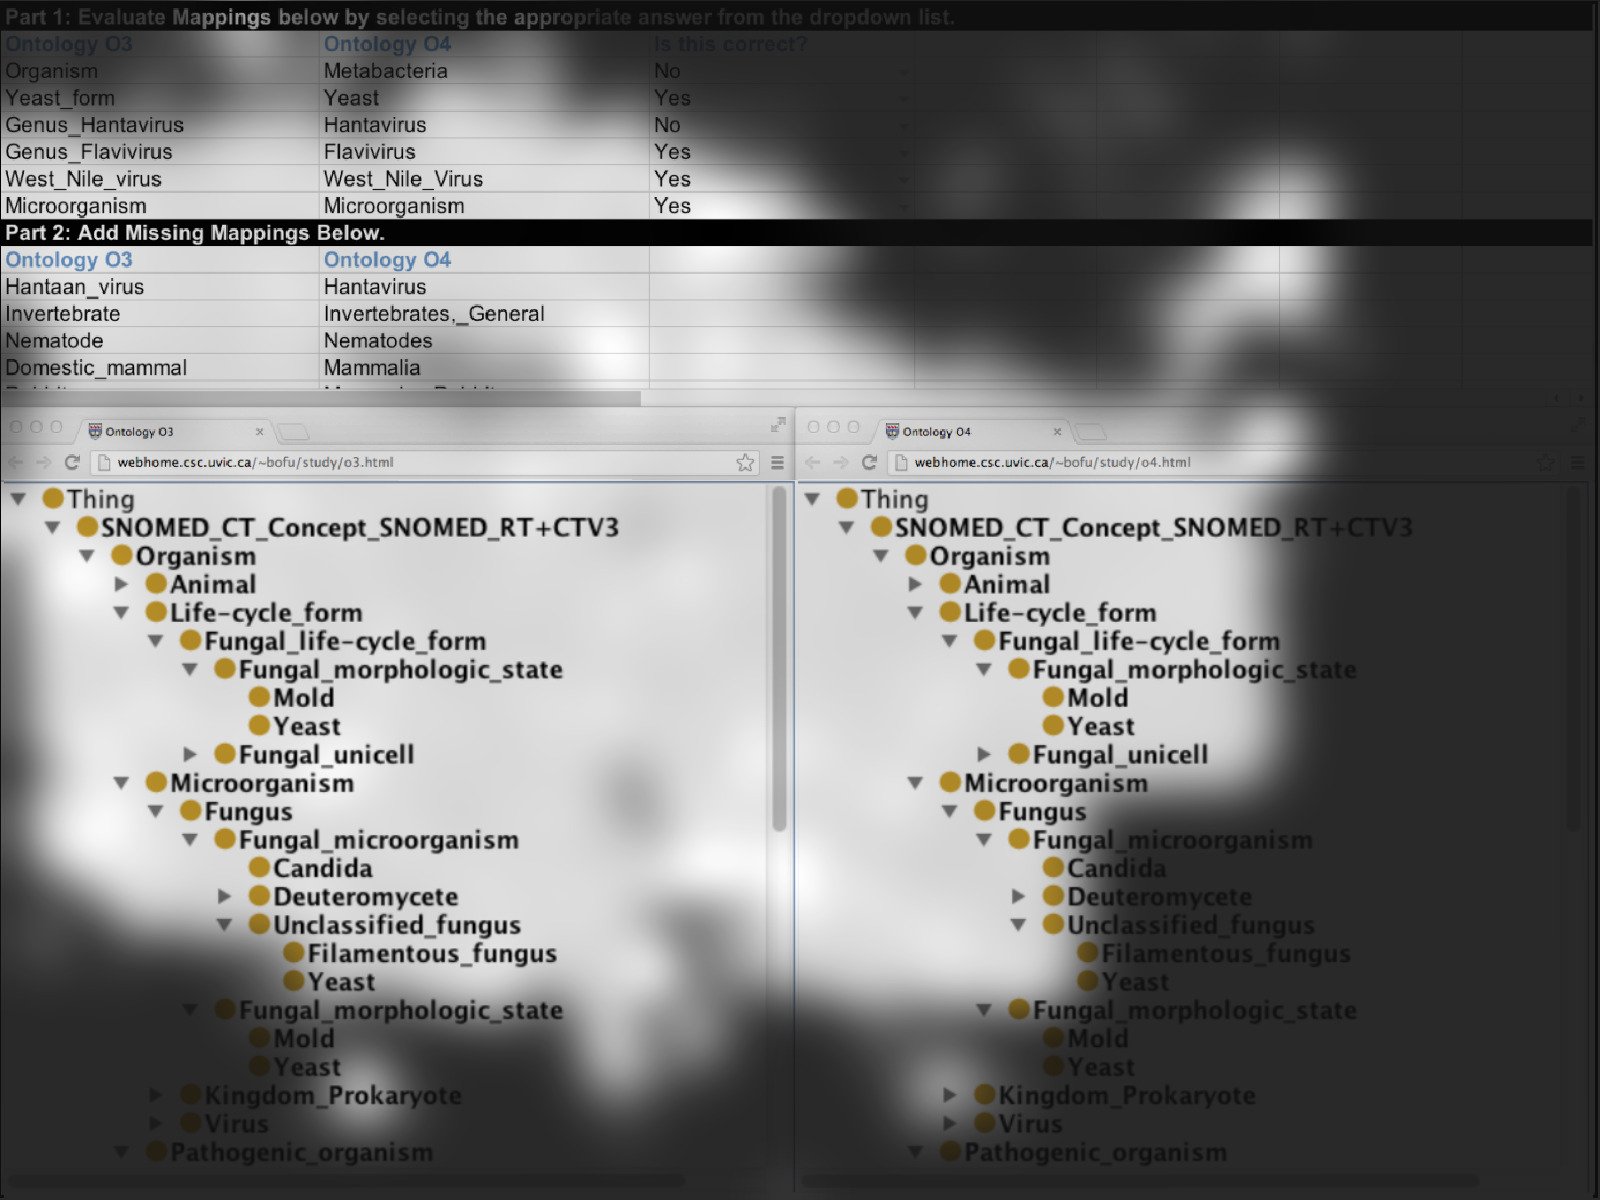 Part 1: Evaluate Mappings below by selecting the appropriate answer from the dropdown list.
Ontology O3 Ontology O4 Is this correct?
Organism Metabacteria No
Yeast_form Yeast Yes
Genus_Hantavirus Hantavirus No
Genus_Flavivirus Flavivirus Yes
West_Nile_virus West_Nile_Virus Yes
Microorganism Microorganism Yes
Part 2: Add Missing Mappings Below.
Ontology O3 Ontology O4
Hantaan_virus Hantavirus
Invertebrate Invertebrates,_General
Nematode Nematodes
Domestic_mammal Mammalia
Ontology O3
webhome.csc.uvic.ca/~bofu/study/o3.html
Thing
SNOMED_CT_Concept_SNOMED_RT+CTV3
Organism
Animal
Life-cycle_form
Fungal_life-cycle_form
Fungal_morphologic_state
Mold
Yeast
Fungal_unicell
Microorganism
Fungus
Fungal_microorganism
Candida
Deuteromycete
Unclassified_fungus
Filamentous_fungus
Yeast
Fungal_morphologic_state
Mold
Yeast
Kingdom_Prokaryote
Virus
Pathogenic_organism
Ontology O4
webhome.csc.uvic.ca/~bofu/study/o4.html
Thing
SNOMED_CT_Concept_SNOMED_RT+CTV3
Organism
Animal
Life-cycle_form
Fungal_life-cycle_form
Fungal_morphologic_state
Mold
Yeast
Fungal_unicell
Microorganism
Fungus
Fungal_microorganism
Candida
Deuteromycete
Unclassified_fungus
Filamentous_fungus
Yeast
Fungal_morphologic_state
Mold
Yeast
Kingdom_Prokaryote
Virus
Pathogenic_organism